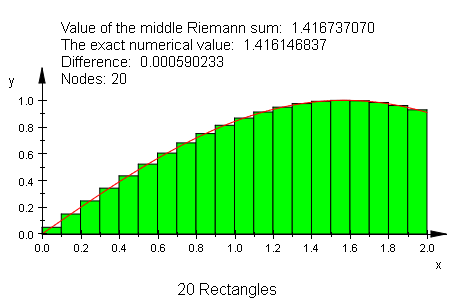 Value of the middle Riemann sum: 1.416737070
The exact numerical value: 1.416146837
Difference: 0.000590233
Nodes: 20
y
1.0
0.8
0.6
0.4
0.2
0.0
0.0 0.2 0.4 0.6 0.8 1.0 1.2 1.4 1.6 1.8 2.0
x
20 Rectangles